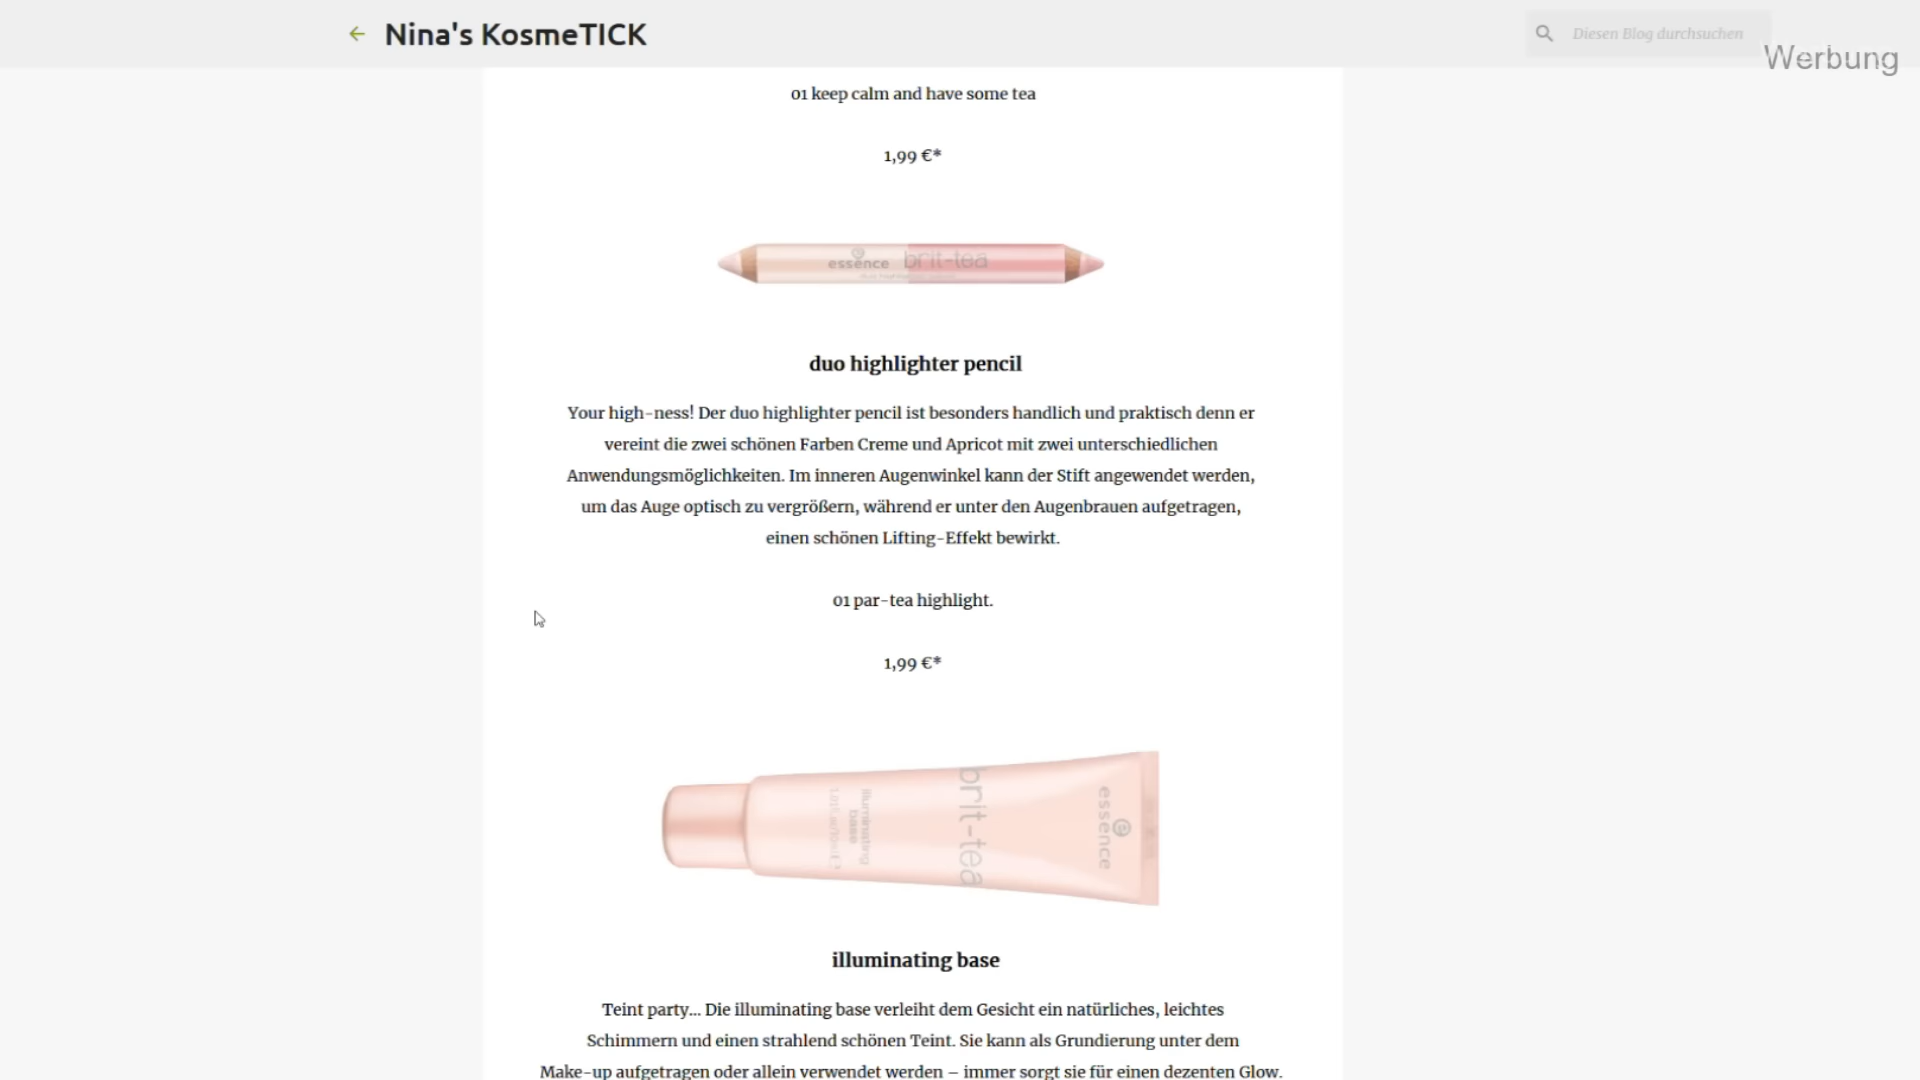 Nina's KosmeTICK
Diesen Blog durchsuchen
Werbung
01 keep calm and have some tea
1,99 €*
essence brit-tea
duo highlighter pencil
Your high-ness! Der duo highlighter pencil ist besonders handlich und praktisch denn er
vereint die zwei schönen Farben Creme und Apricot mit zwei unterschiedlichen
Anwendungsmöglichkeiten. Im inneren Augenwinkel kann der Stift angewendet werden,
um das Auge optisch zu vergrößern, während er unter den Augenbrauen aufgetragen,
einen schönen Lifting-Effekt bewirkt.
01 par-tea highlight.
1,99 €*
illuminating
base
brit-tea
essence
illuminating base
Teint party… Die illuminating base verleiht dem Gesicht ein natürliches, leichtes
Schimmern und einen strahlend schönen Teint. Sie kann als Grundierung unter dem
Make-up aufgetragen oder allein verwendet werden – immer sorgt sie für einen dezenten Glow.